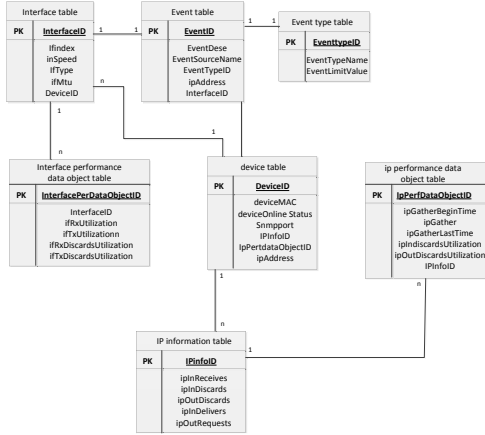 Interface table
PK InterfaceID
Ifindex
inSpeed
IfType
ifMtu
DeviceID
1 1
Event table
PK EventID
EventDese
EventSourceName
EventTypeID
ipAddress
InterfaceID
1 1
Event type table
PK EventtypeID
EventTypeName
EventLimitValue
n
1
1
n
Interface performance
data object table
PK InterfacePerDataObjectID
InterfaceID
ifRxUtilization
ifTxUtilizationn
ifRxDiscardsUtilization
ifTxDiscardsUtilization
device table
PK DeviceID
deviceMAC
deviceOnline Status
Snmpport
IPInfoID
IpPertdataObjectID
ipAddress
ip performance data
object table
PK IpPerfDataObjectID
ipGatherBeginTime
ipGather
ipGatherLastTime
ipIndiscardsUtilization
ipOutDiscardsUtilization
IPInfoID
1
n
n
1
IP information table
PK IPinfoID
ipInReceives
ipInDiscards
ipOutDiscards
ipInDelivers
ipOutRequests